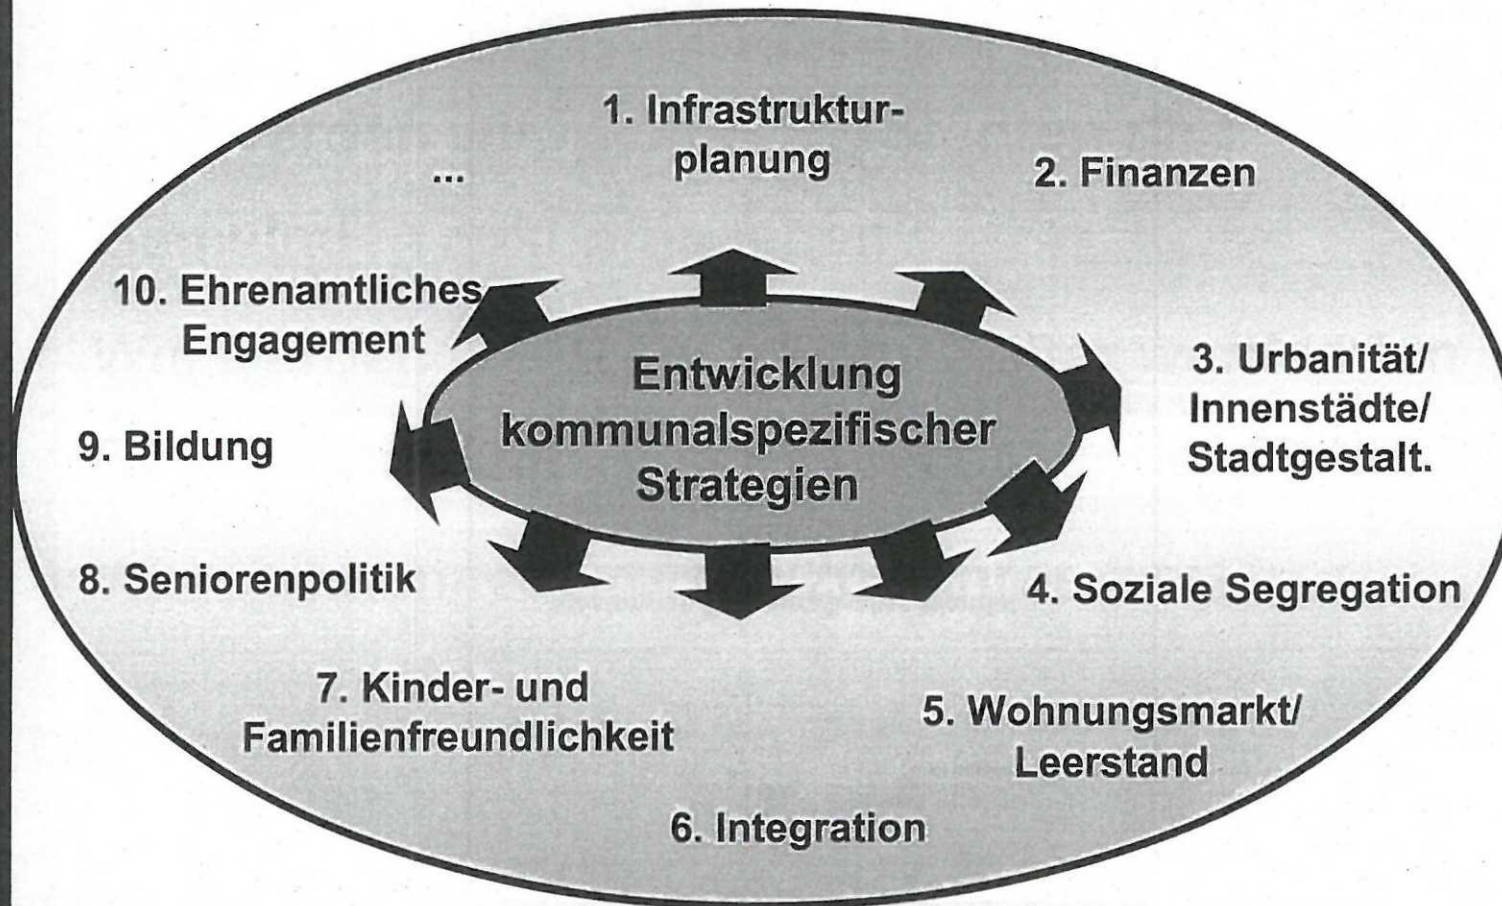 1. Infrastruktur-
planung
2. Finanzen
3. Urbanität/
Innenstädte/
Stadtgestalt.
4. Soziale Segregation
5. Wohnungsmarkt/
Leerstand
6. Integration
7. Kinder- und
Familienfreundlichkeit
8. Seniorenpolitik
9. Bildung
10. Ehrenamtliches
Engagement
...
Entwicklung
kommunalspezifischer
Strategien